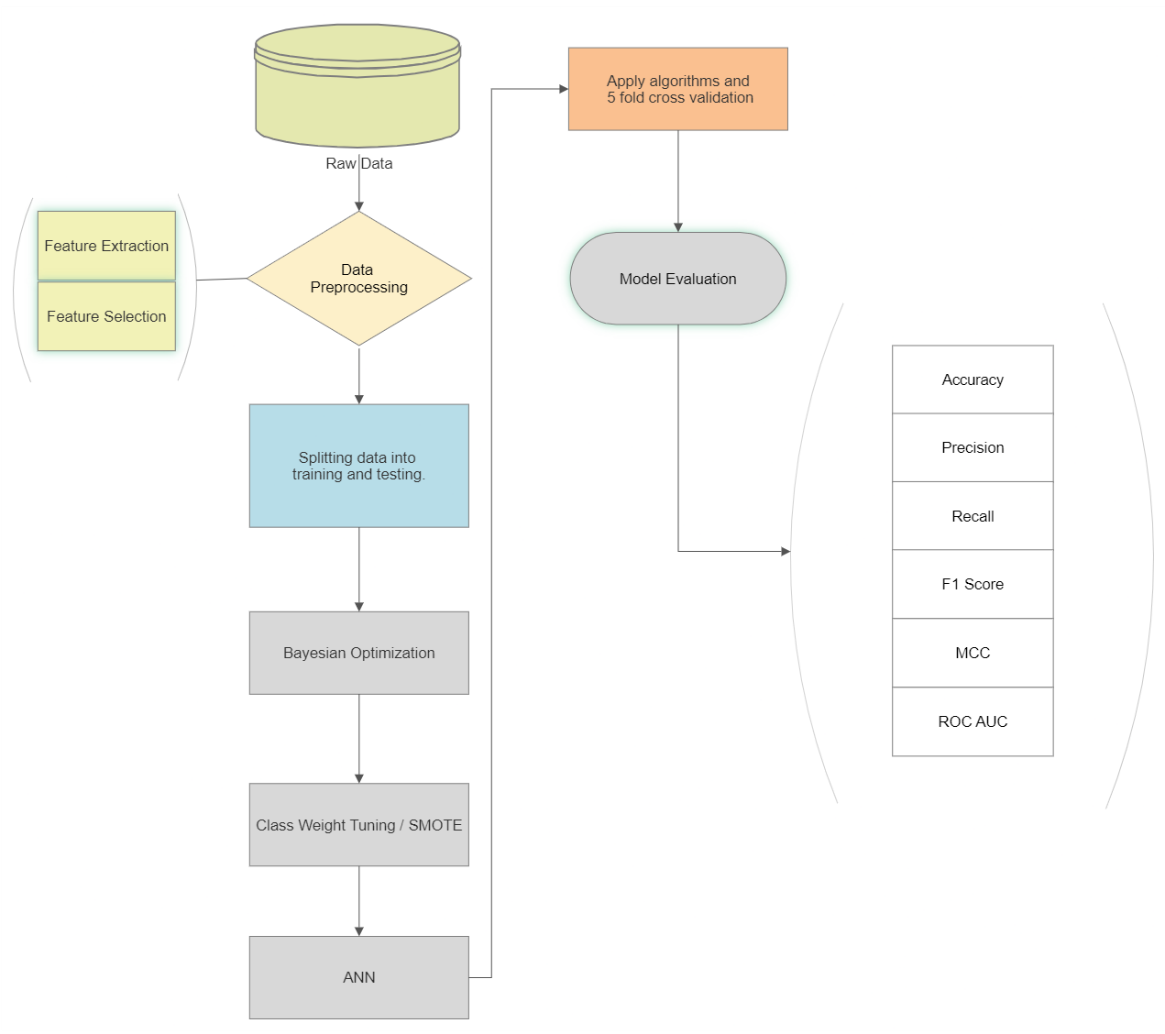 Raw Data
Feature Extraction
Feature Selection
Data
Preprocessing
Splitting data into
training and testing.
Bayesian Optimization
Class Weight Tuning / SMOTE
ANN
Apply algorithms and
5 fold cross validation
Model Evaluation
Accuracy
Precision
Recall
F1 Score
MCC
ROC AUC